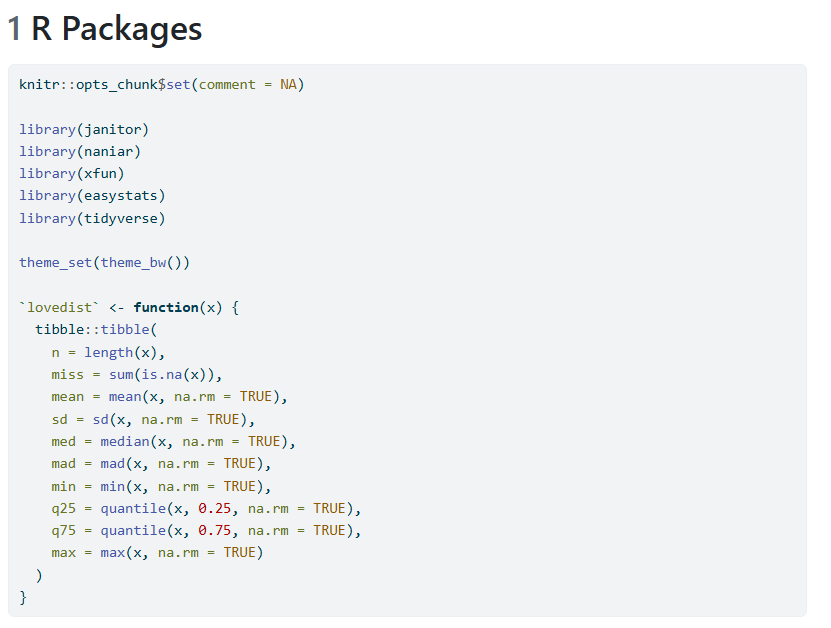 1 R Packages
knitr::opts_chunk$set(comment = NA)
library(janitor)
library(naniar)
library(xfun)
library(easystats)
library(tidyverse)
theme_set(theme_bw())
`lovedist` <- function(x) {
  tibble::tibble(
    n = length(x),
    miss = sum(is.na(x)),
    mean = mean(x, na.rm = TRUE),
    sd = sd(x, na.rm = TRUE),
    med = median(x, na.rm = TRUE),
    mad = mad(x, na.rm = TRUE),
    min = min(x, na.rm = TRUE),
    q25 = quantile(x, 0.25, na.rm = TRUE),
    q75 = quantile(x, 0.75, na.rm = TRUE),
    max = max(x, na.rm = TRUE)
  )
}